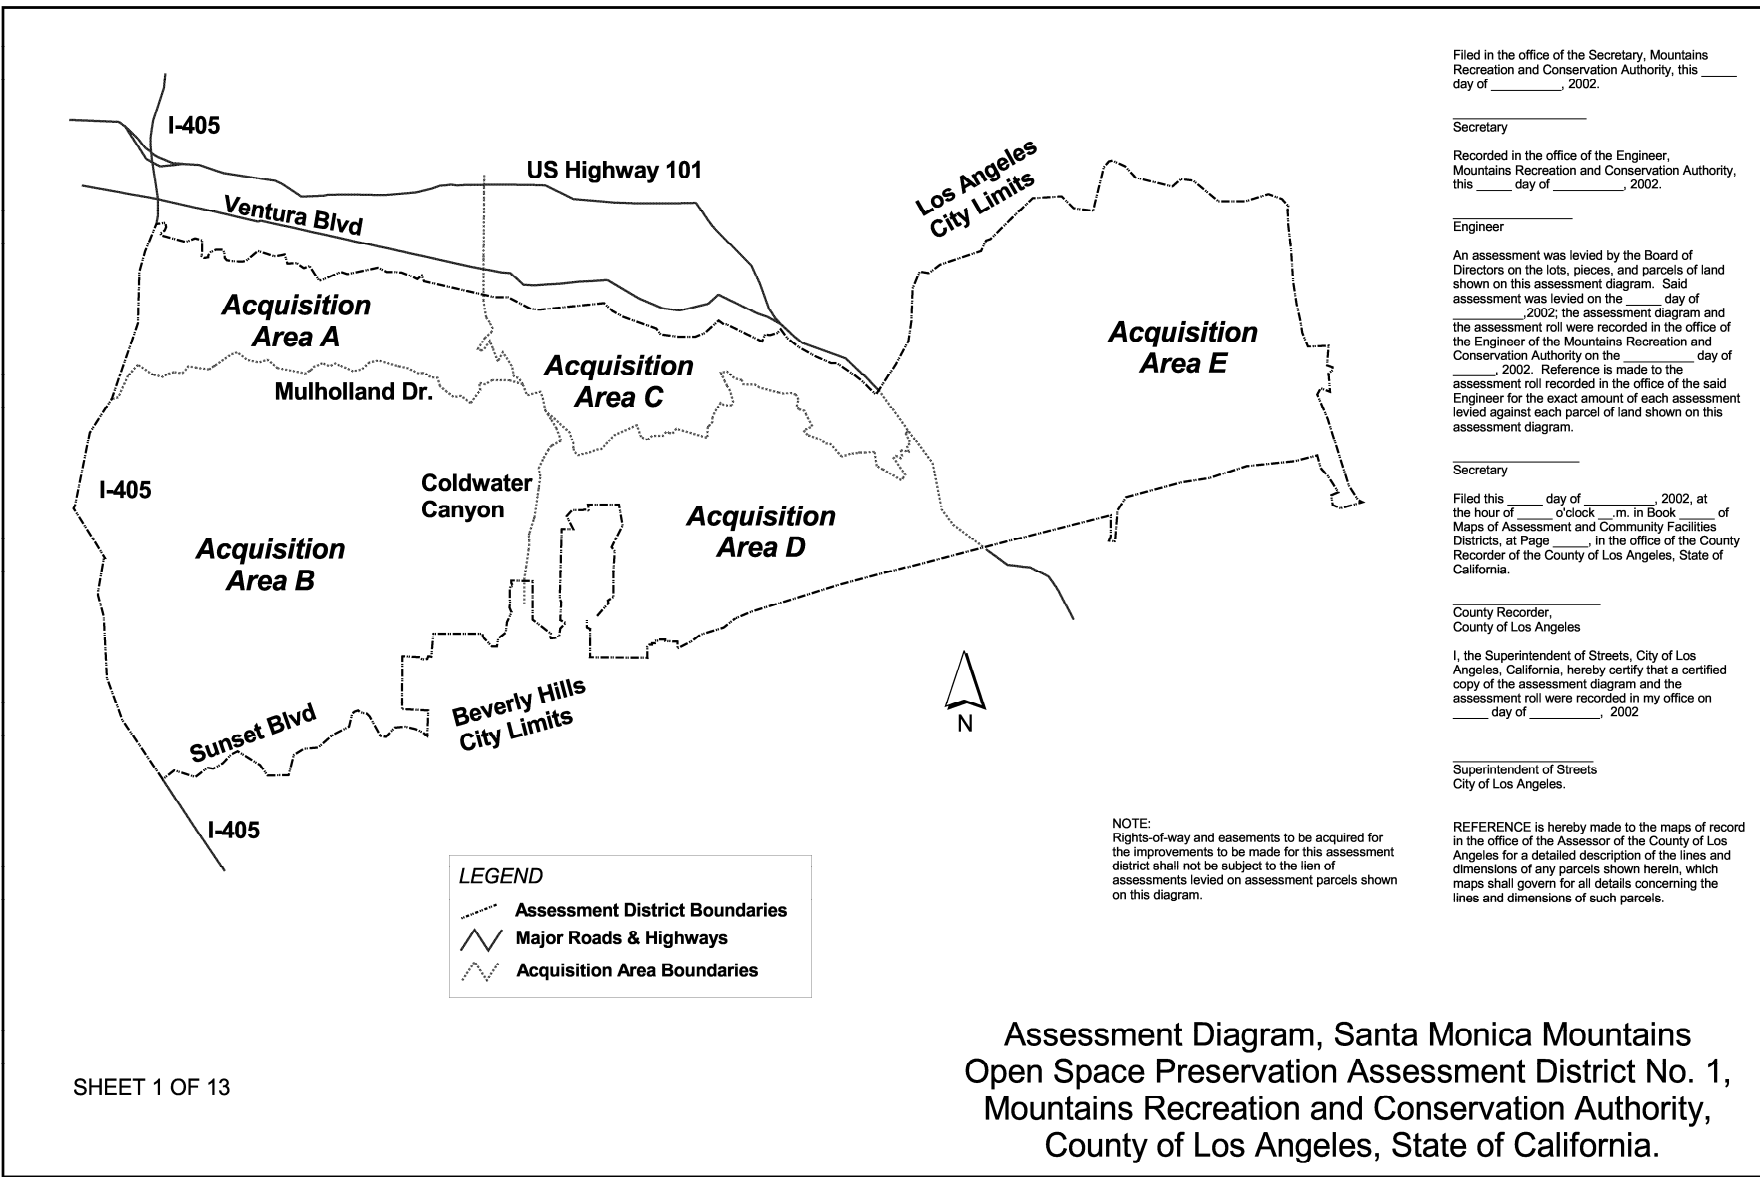 I-405
US Highway 101
Ventura Blvd
Los Angeles
City Limits
Acquisition
Area A
Acquisition
Area C
Acquisition
Area E
Mulholland Dr.
I-405
Coldwater
Canyon
Acquisition
Area B
Acquisition
Area D
Beverly Hills
City Limits
Sunset Blvd
N
I-405
LEGEND
Assessment District Boundaries
Major Roads & Highways
Acquisition Area Boundaries
NOTE:
Rights-of-way and easements to be acquired for
the improvements to be made for this assessment
district shall not be subject to the lien of
assessments levied on assessment parcels shown
on this diagram.
Filed in the office of the Secretary, Mountains
Recreation and Conservation Authority, this _____
day of __________, 2002.
Secretary
Recorded in the office of the Engineer,
Mountains Recreation and Conservation Authority,
this _____ day of __________, 2002.
Engineer
An assessment was levied by the Board of
Directors on the lots, pieces, and parcels of land
shown on this assessment diagram.  Said
assessment was levied on the _____ day of
__________,2002; the assessment diagram and
the assessment roll were recorded in the office of
the Engineer of the Mountains Recreation and
Conservation Authority on the __________ day of
______, 2002.  Reference is made to the
assessment roll recorded in the office of the said
Engineer for the exact amount of each assessment
levied against each parcel of land shown on this
assessment diagram.
Secretary
Filed this _____ day of __________, 2002, at
the hour of _____ o'clock __.m. in Book _____ of
Maps of Assessment and Community Facilities
Districts, at Page _____, in the office of the County
Recorder of the County of Los Angeles, State of
California.
County Recorder,
County of Los Angeles
I, the Superintendent of Streets, City of Los
Angeles, California, hereby certify that a certified
copy of the assessment diagram and the
assessment roll were recorded in my office on
_____ day of __________,  2002
Superintendent of Streets
City of Los Angeles.
REFERENCE is hereby made to the maps of record
in the office of the Assessor of the County of Los
Angeles for a detailed description of the lines and
dimensions of any parcels shown herein, which
maps shall govern for all details concerning the
lines and dimensions of such parcels.
SHEET 1 OF 13
Assessment Diagram, Santa Monica Mountains
Open Space Preservation Assessment District No. 1,
Mountains Recreation and Conservation Authority,
County of Los Angeles, State of California.